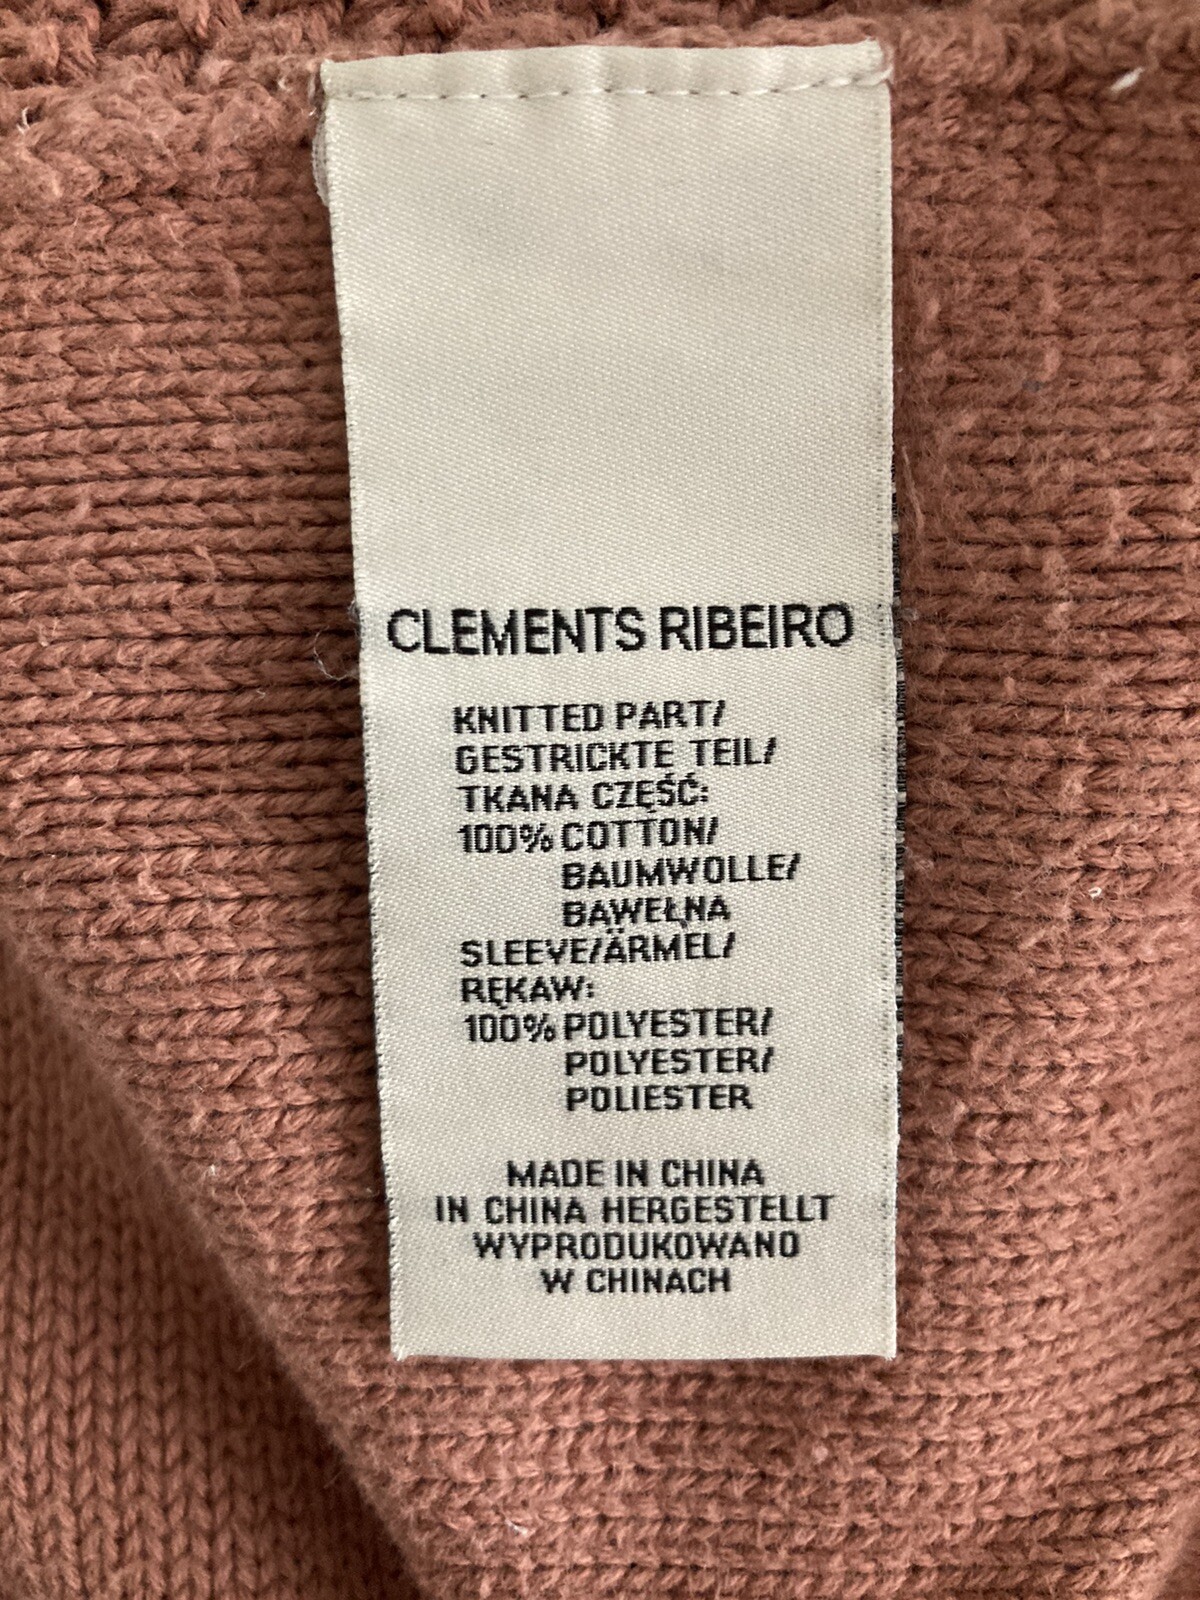 CLEMENTS RIBEIRO
KNITTED PART/
GESTRICKTE TEIL/
TKANA CZĘŚĆ:
100% COTTON/
BAUMWOLLE/
BAWEŁNA
SLEEVE/ÄRMEL/
RĘKAW:
100% POLYESTER/
POLYESTER/
POLIESTER
MADE IN CHINA
IN CHINA HERGESTELLT
WYPRODUKOWANO
W CHINACH